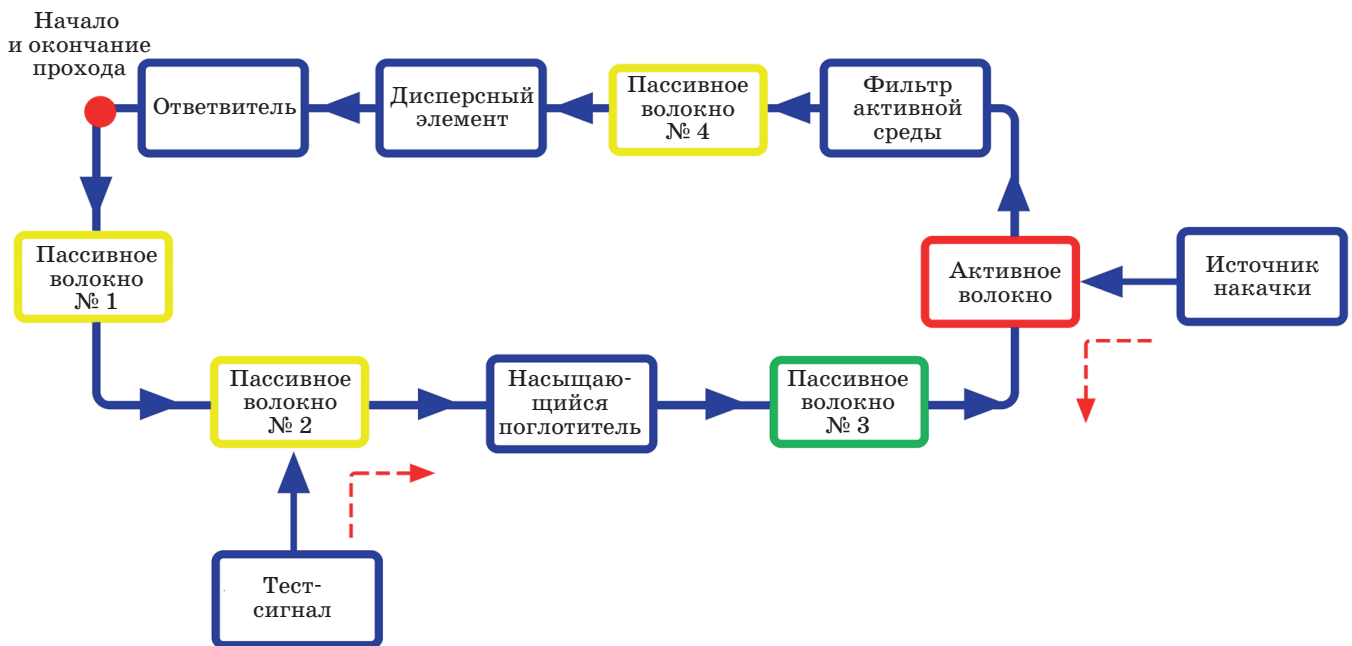 Начало
и окончание
прохода
Ответвитель
Дисперсный
элемент
Пассивное
волокно
№ 4
Фильтр
активной
среды
Пассивное
волокно
№ 1
Активное
волокно
Источник
накачки
Пассивное
волокно
№ 2
Насыщаю-
щийся
поглотитель
Пассивное
волокно
№ 3
Тест-
сигнал